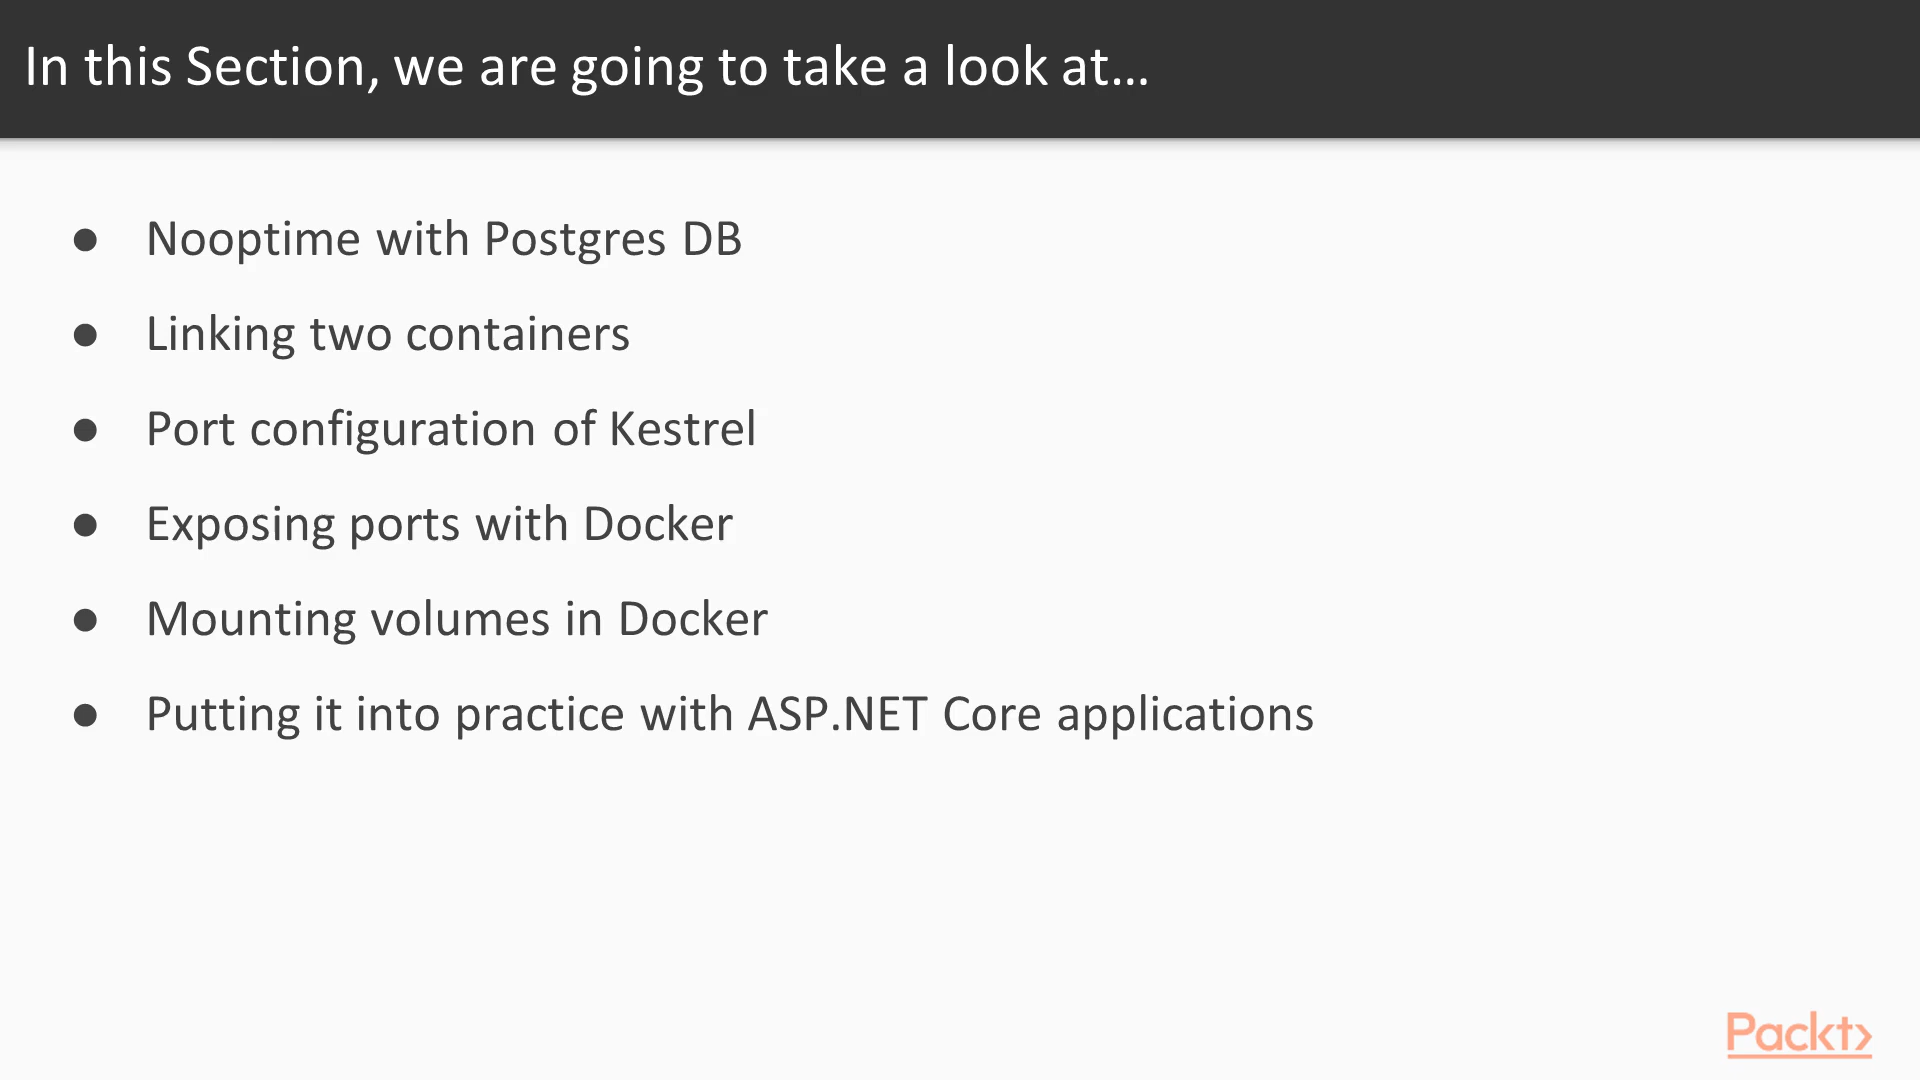 In this Section, we are going to take a look at...
● Nooptime with Postgres DB
● Linking two containers
● Port configuration of Kestrel
● Exposing ports with Docker
● Mounting volumes in Docker
● Putting it into practice with ASP.NET Core applications
Packt>